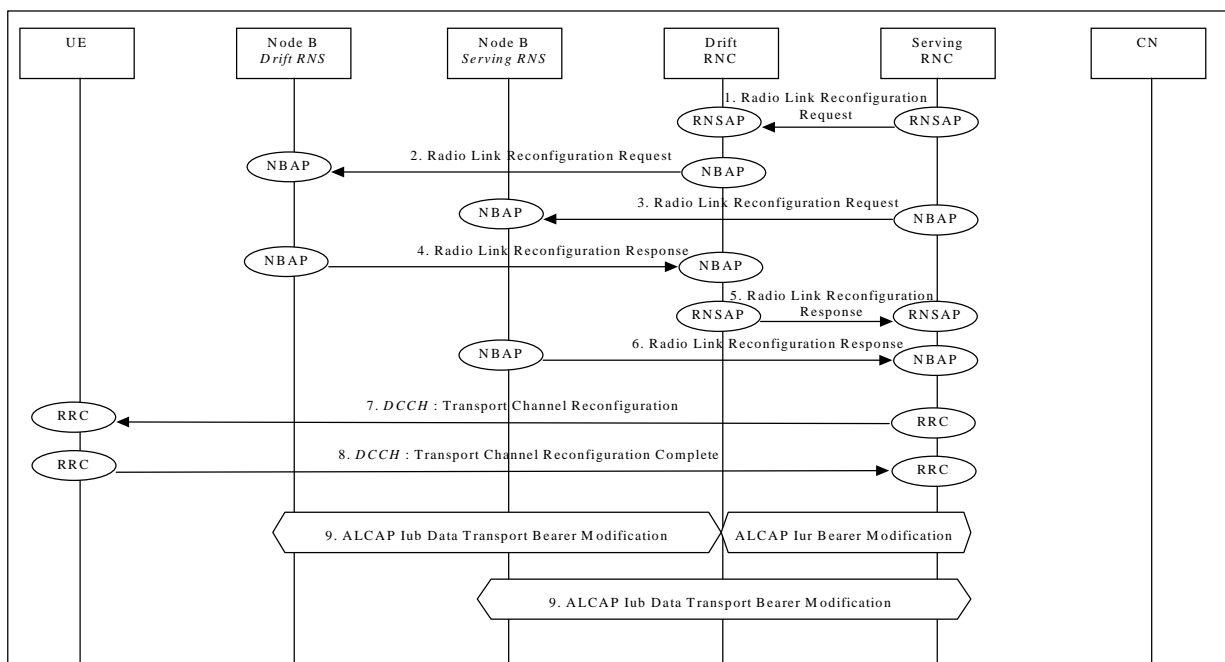 UE
Node B
Drift RNS
Node B
Serving RNS
Drift
RNC
Serving
RNC
CN
1. Radio Link Reconfiguration
Request
RNSAP
RNSAP
2. Radio Link Reconfiguration Request
NBAP
NBAP
3. Radio Link Reconfiguration Request
NBAP
NBAP
4. Radio Link Reconfiguration Response
NBAP
NBAP
5. Radio Link Reconfiguration
Response
RNSAP
RNSAP
6. Radio Link Reconfiguration Response
NBAP
NBAP
7. DCCH : Transport Channel Reconfiguration
RRC
RRC
8. DCCH : Transport Channel Reconfiguration Complete
RRC
RRC
9. ALCAP Iub Data Transport Bearer Modification
ALCAP Iur Bearer Modification
9. ALCAP Iub Data Transport Bearer Modification